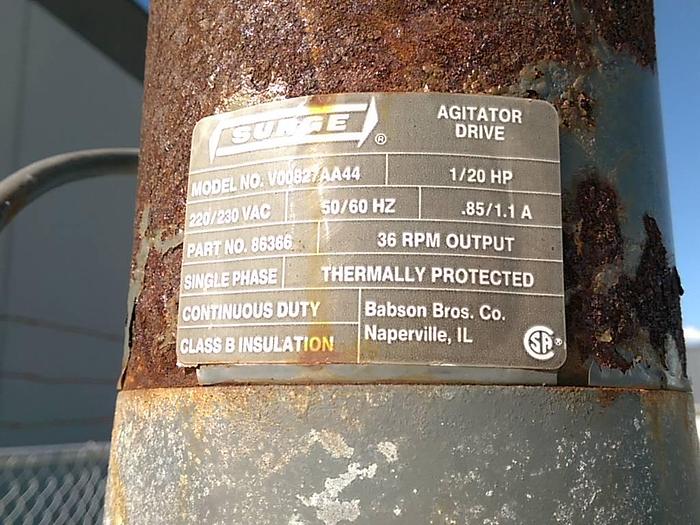 SURGE ®
AGITATOR
DRIVE
MODEL NO. V00827AA44
1/20 HP
220/230 VAC
50/60 HZ
.85/1.1 A
PART NO. 86366
36 RPM OUTPUT
SINGLE PHASE
THERMALLY PROTECTED
CONTINUOUS DUTY
CLASS B INSULATION
Babson Bros. Co.
Naperville, IL
SA ®